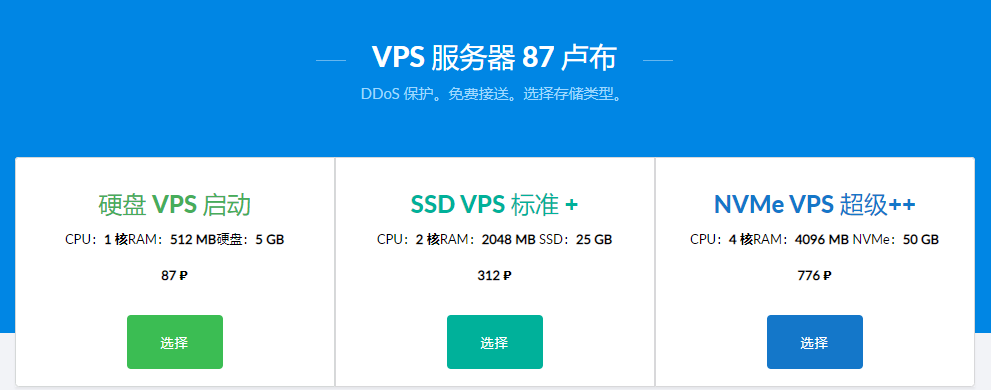 VPS 服务器 87 卢布
DDoS 保护。免费接送。选择存储类型。
硬盘 VPS 启动
CPU：1 核RAM：512 MB硬盘：5 GB
87 ₽
选择
SSD VPS 标准 +
CPU：2 核RAM：2048 MB SSD：25 GB
312 ₽
选择
NVMe VPS 超级++
CPU：4 核RAM：4096 MB NVMe：50 GB
776 ₽
选择